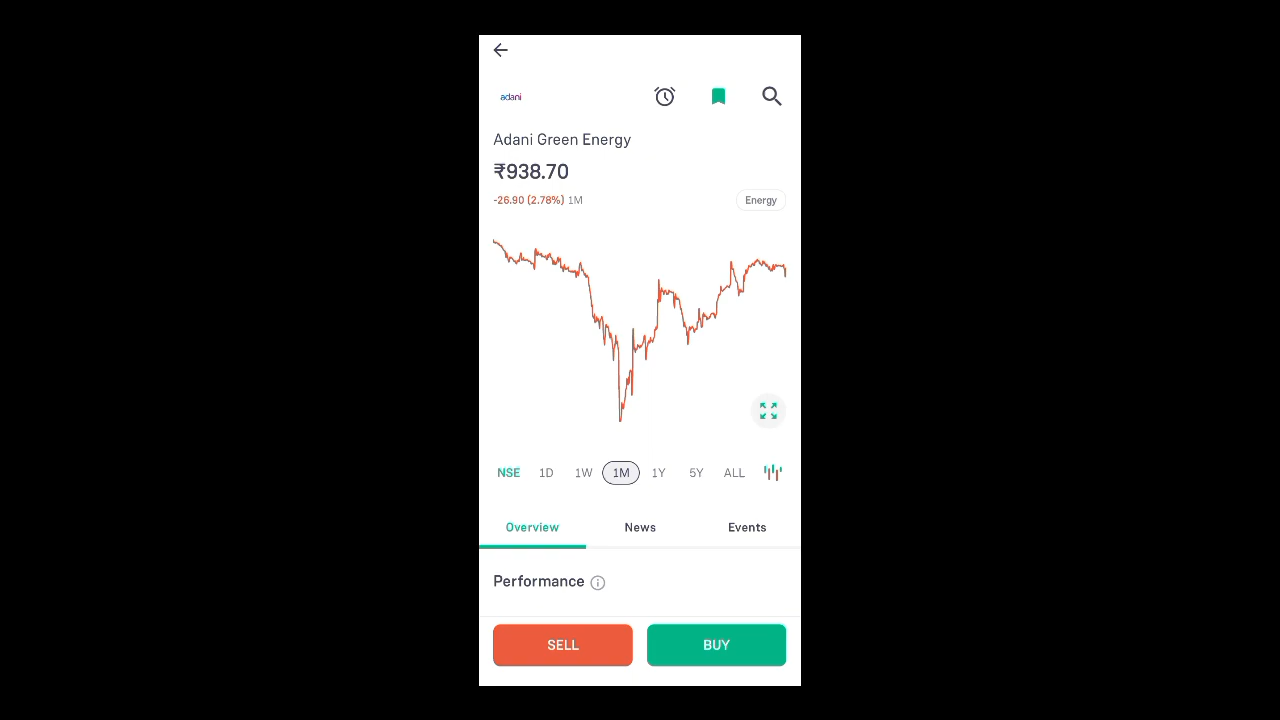 adani
Adani Green Energy
₹938.70
-26.90 (2.78%) 1M
Energy
NSE 1D 1W 1M 1Y 5Y ALL
Overview News Events
Performance
SELL BUY